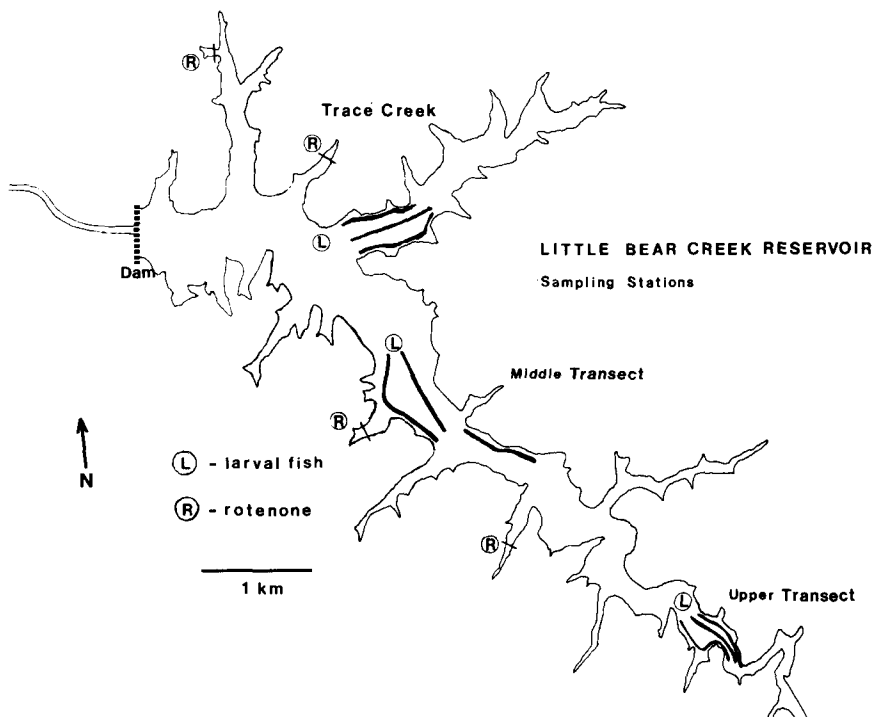 R
Trace Creek
R
L
LITTLE BEAR CREEK RESERVOIR
Sampling Stations
Dam
L
Middle Transect
R
N
L - larval fish
R - rotenone
R
1 km
L
Upper Transect